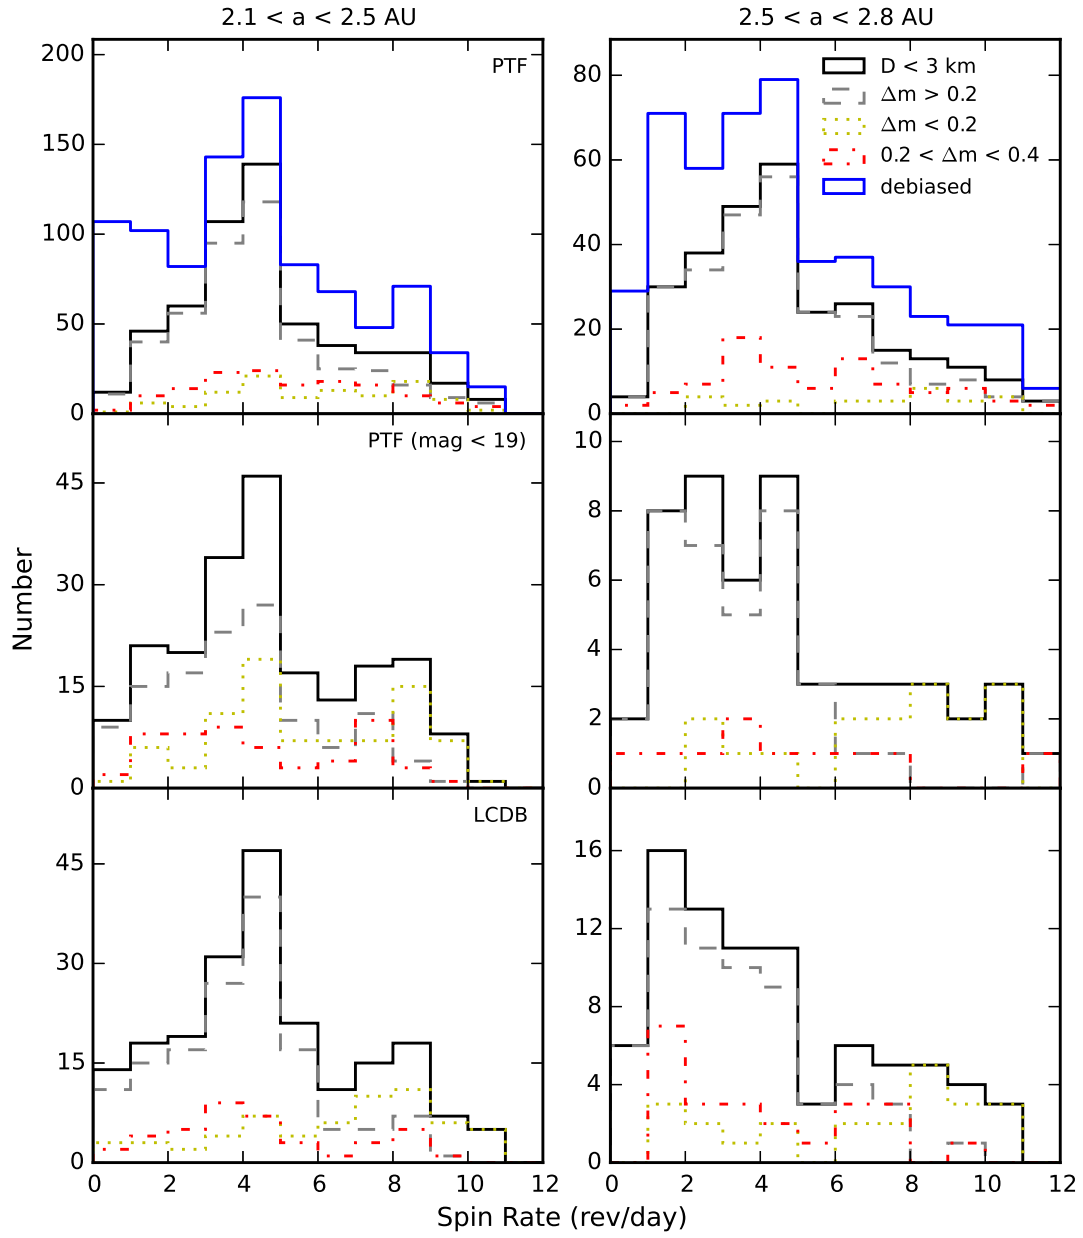 2.1 < a < 2.5 AU
2.5 < a < 2.8 AU
200
150
100
50
0
PTF
80
60
40
20
0
D < 3 km
Δm > 0.2
Δm < 0.2
0.2 < Δm < 0.4
debiased
Number
45
30
15
0
PTF (mag < 19)
10
8
6
4
2
0
45
30
15
0
LCDB
16
12
8
4
0
0 2 4 6 8 10 12
0 2 4 6 8 10 12
Spin Rate (rev/day)